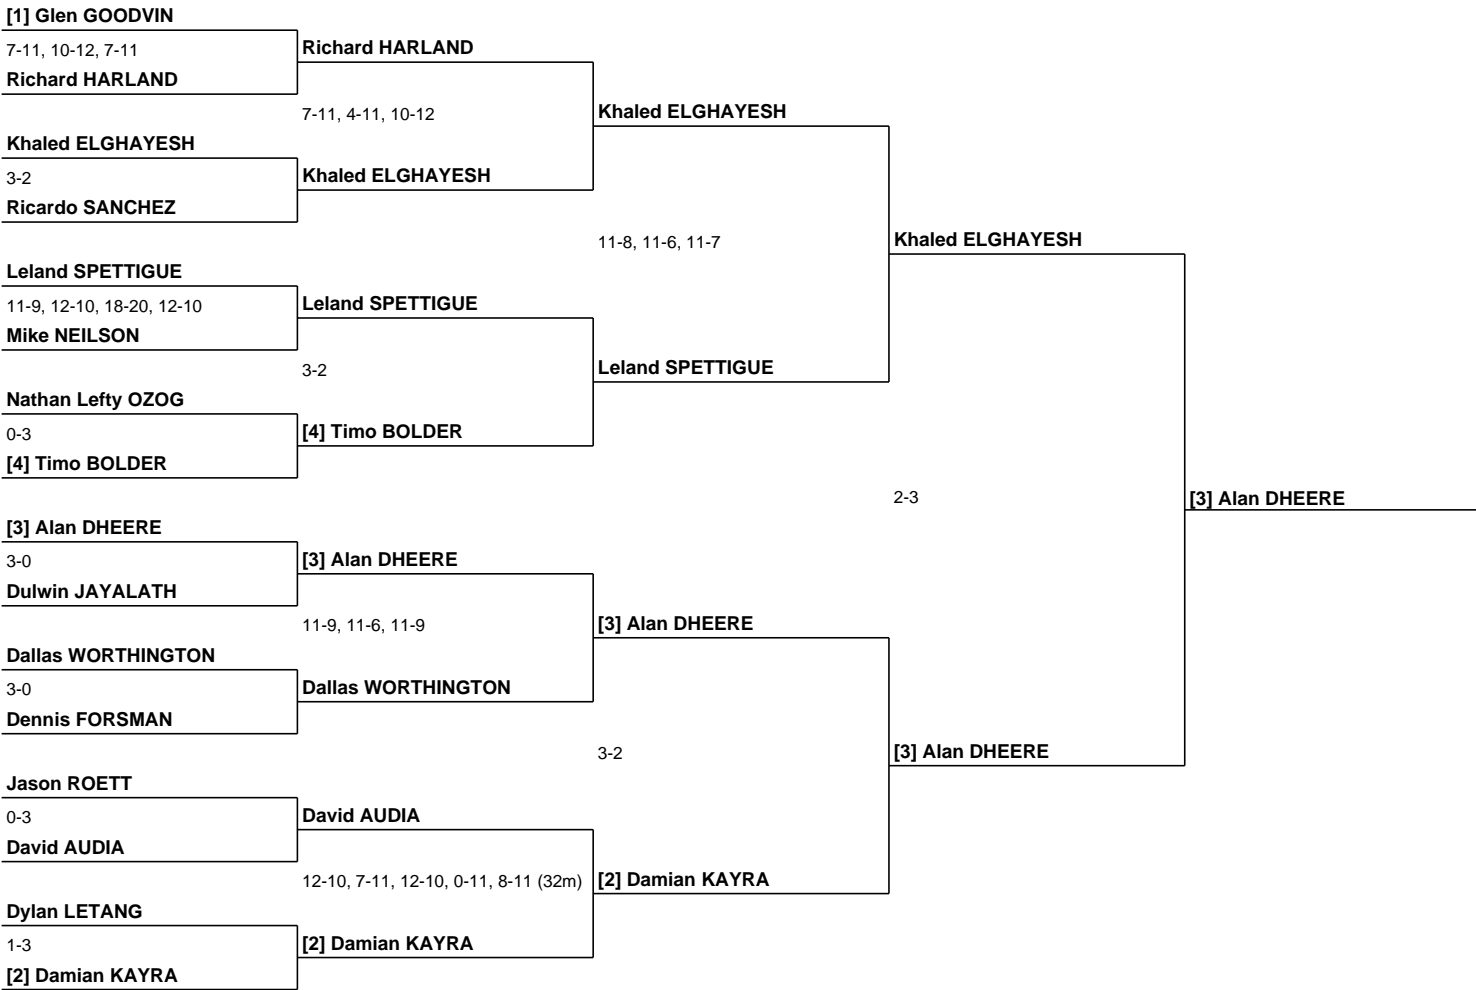 [1] Glen GOODVIN
7-11, 10-12, 7-11
Richard HARLAND
Khaled ELGHAYESH
3-2
Ricardo SANCHEZ
Leland SPETTIGUE
11-9, 12-10, 18-20, 12-10
Mike NEILSON
Nathan Lefty OZOG
0-3
[4] Timo BOLDER
[3] Alan DHEERE
3-0
Dulwin JAYALATH
Dallas WORTHINGTON
3-0
Dennis FORSMAN
Jason ROETT
0-3
David AUDIA
Dylan LETANG
1-3
[2] Damian KAYRA
Richard HARLAND
7-11, 4-11, 10-12
Khaled ELGHAYESH
Leland SPETTIGUE
3-2
[4] Timo BOLDER
[3] Alan DHEERE
11-9, 11-6, 11-9
Dallas WORTHINGTON
David AUDIA
12-10, 7-11, 12-10, 0-11, 8-11 (32m)
[2] Damian KAYRA
Khaled ELGHAYESH
11-8, 11-6, 11-7
Leland SPETTIGUE
[3] Alan DHEERE
3-2
[2] Damian KAYRA
Khaled ELGHAYESH
2-3
[3] Alan DHEERE
[3] Alan DHEERE